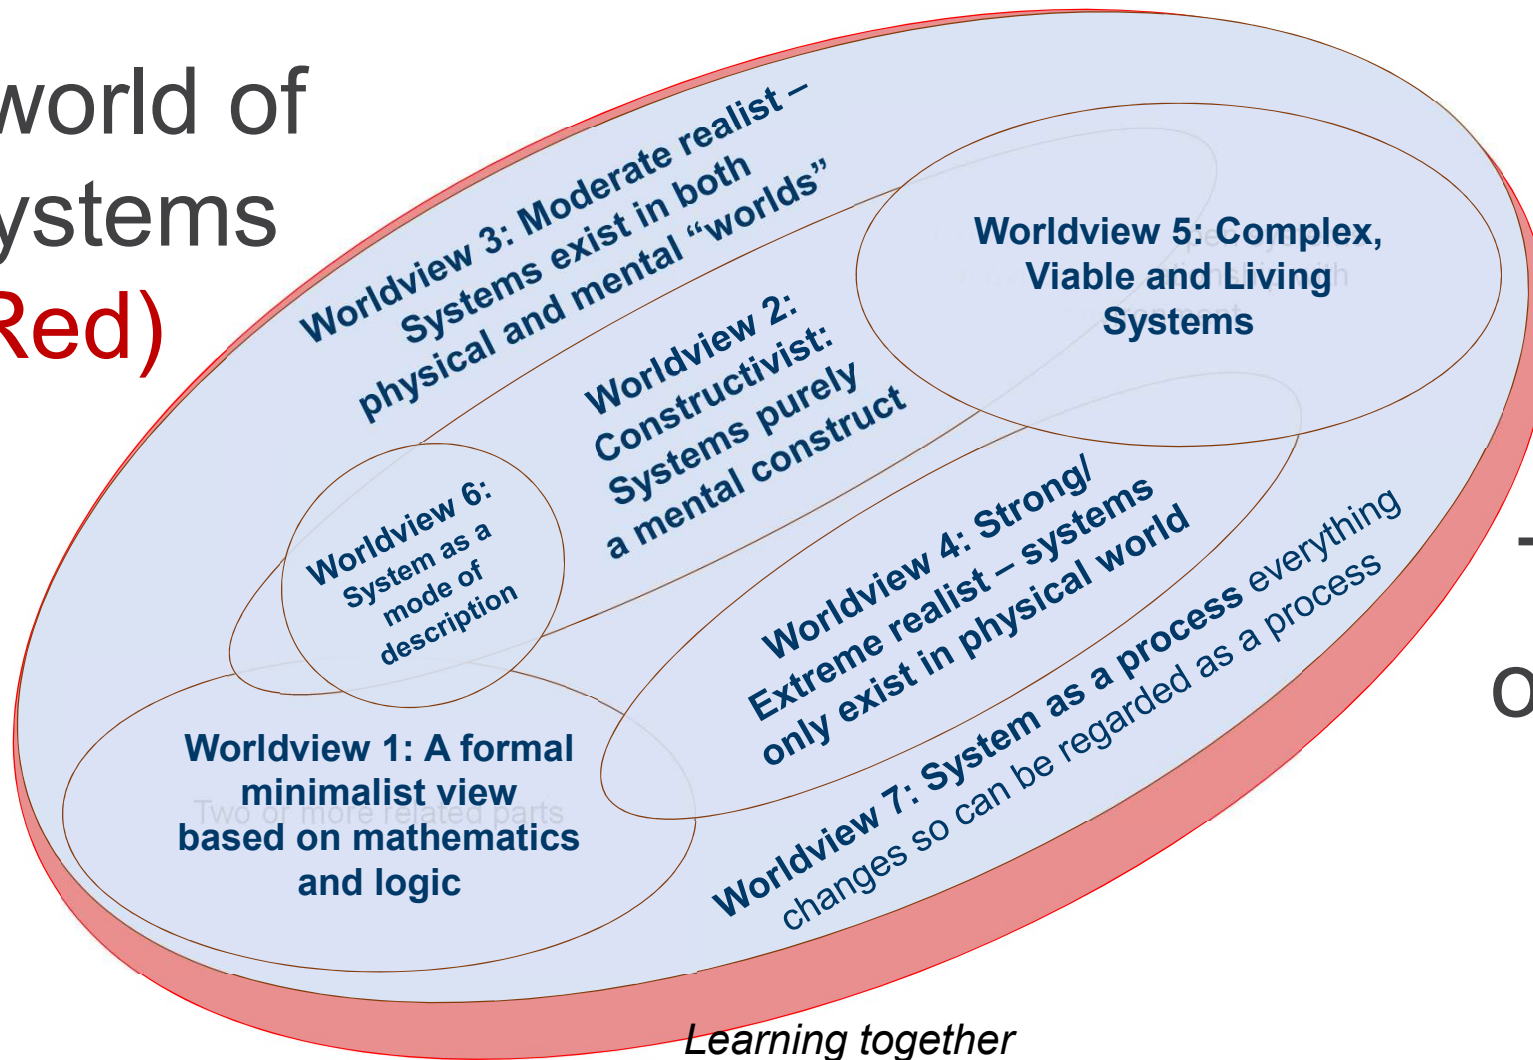 world of
ystems
Red)
Worldview 3: Moderate realist –
Systems exist in both
physical and mental “worlds”
Worldview 5: Complex,
Viable and Living
Systems
Worldview 2:
Constructivist:
Systems purely
a mental construct
Worldview 6:
System as a
mode of
description
Worldview 4: Strong/
Extreme realist – systems
only exist in physical world
Worldview 1: A formal
minimalist view
Two or more related parts
based on mathematics
and logic
Worldview 7: System as a process everything
changes so can be regarded as a process
o
Learning together